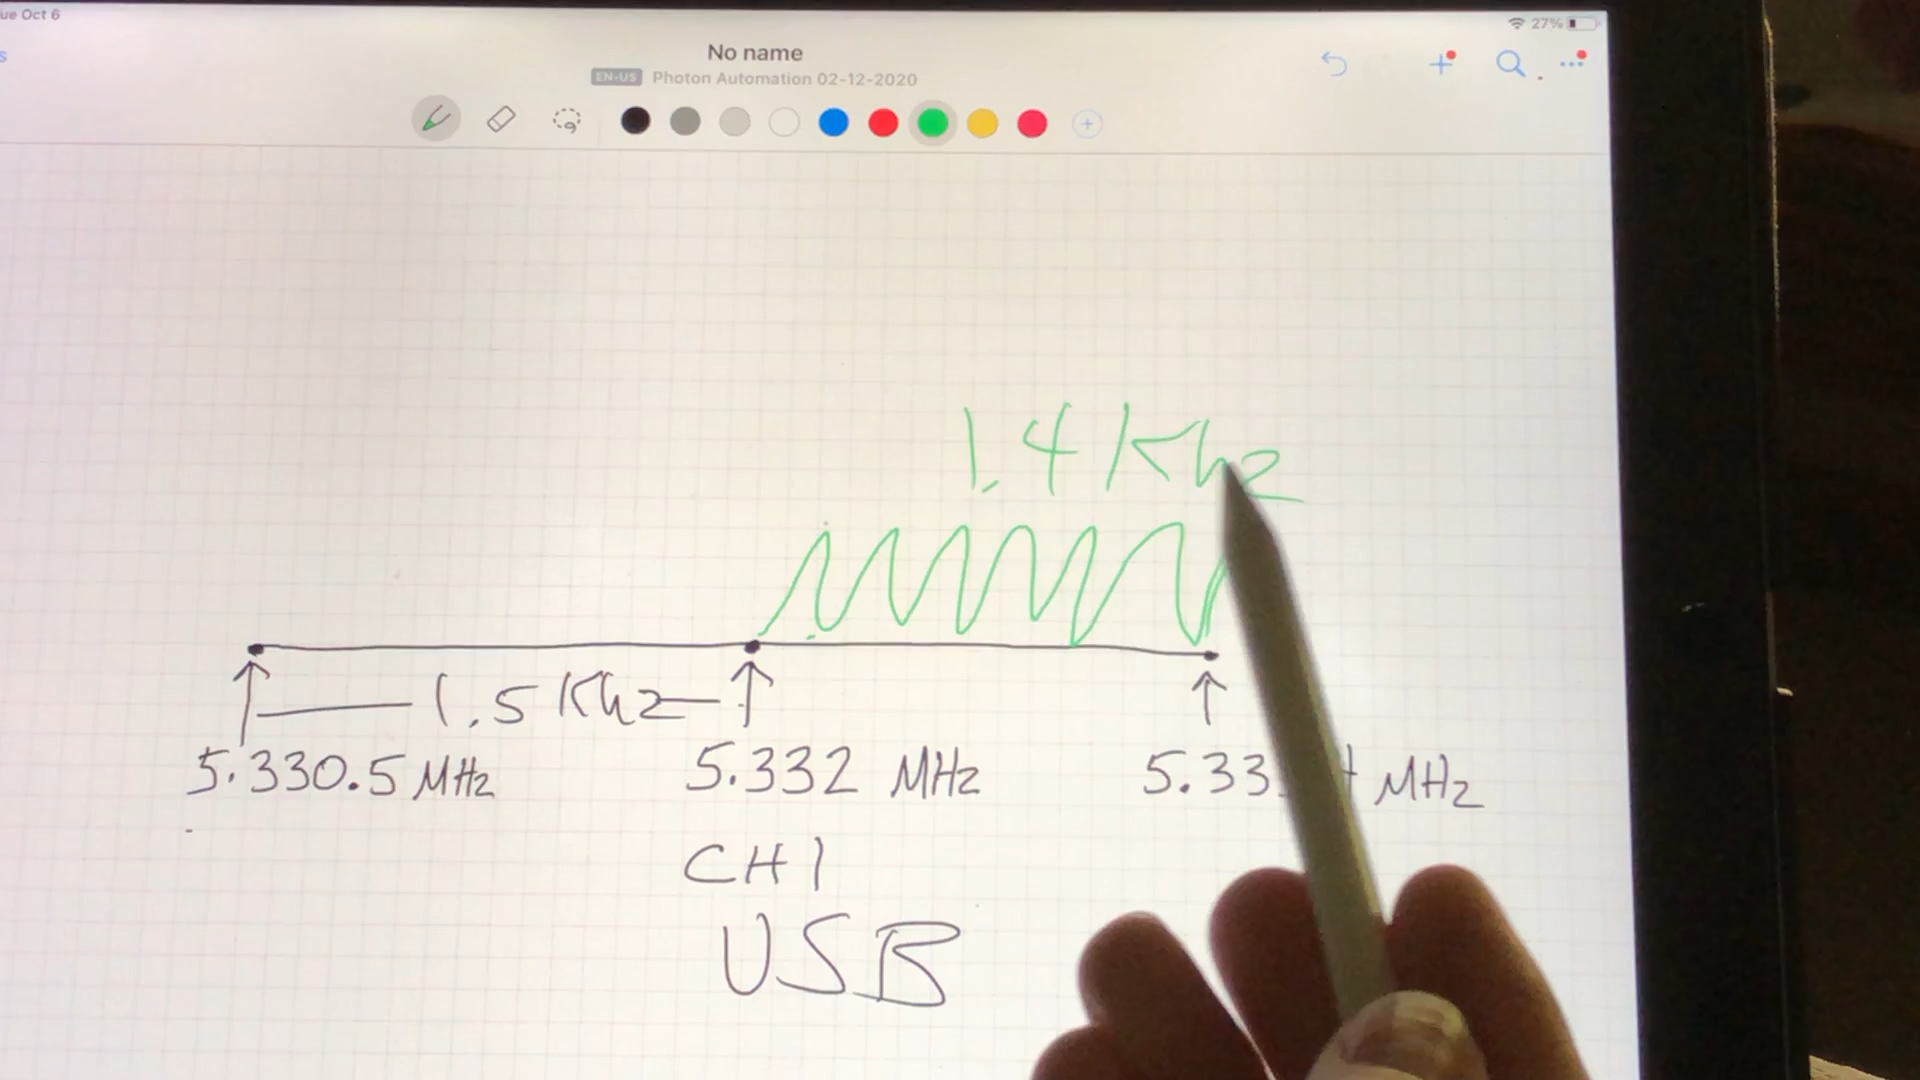 ue Oct 6
27%
No name
EN-US Photon Automation 02-12-2020
1.4 Khz
1.5 Khz
5.330.5 MHz
5.332 MHz
MHz
CH 1
USB